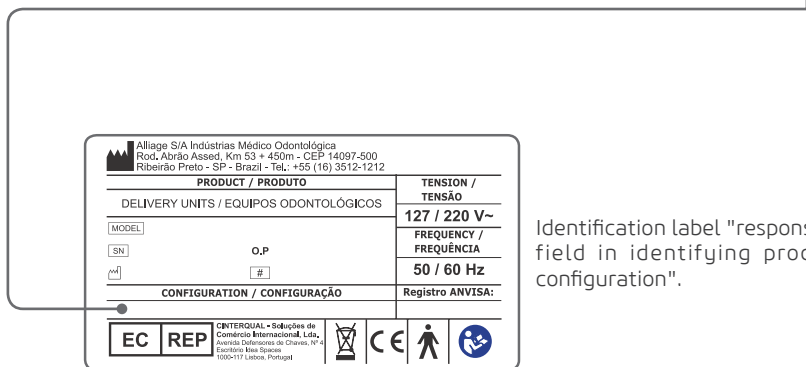 Alliage S/A Indústrias Médico Odontológica
Rod. Abrão Assed, Km 53 + 450m - CEP 14097-500
Ribeirão Preto - SP - Brazil - Tel.: +55 (16) 3512-1212
PRODUCT / PRODUTO
DELIVERY UNITS / EQUIPOS ODONTOLÓGICOS
MODEL
SN
O.P
#
CONFIGURATION / CONFIGURAÇÃO
TENSION /
TENSÃO
127 / 220 V~
FREQUENCY /
FREQUÊNCIA
50 / 60 Hz
Registro ANVISA:
EC REP
CINTERQUAL - Soluções de
Comércio Internacional, Lda.
Avenida Defensores de Chaves, Nº 4
Escritório Idea Spaces
1000-117 Lisboa, Portugal
CE
Identification label "respons
field in identifying prod
configuration".